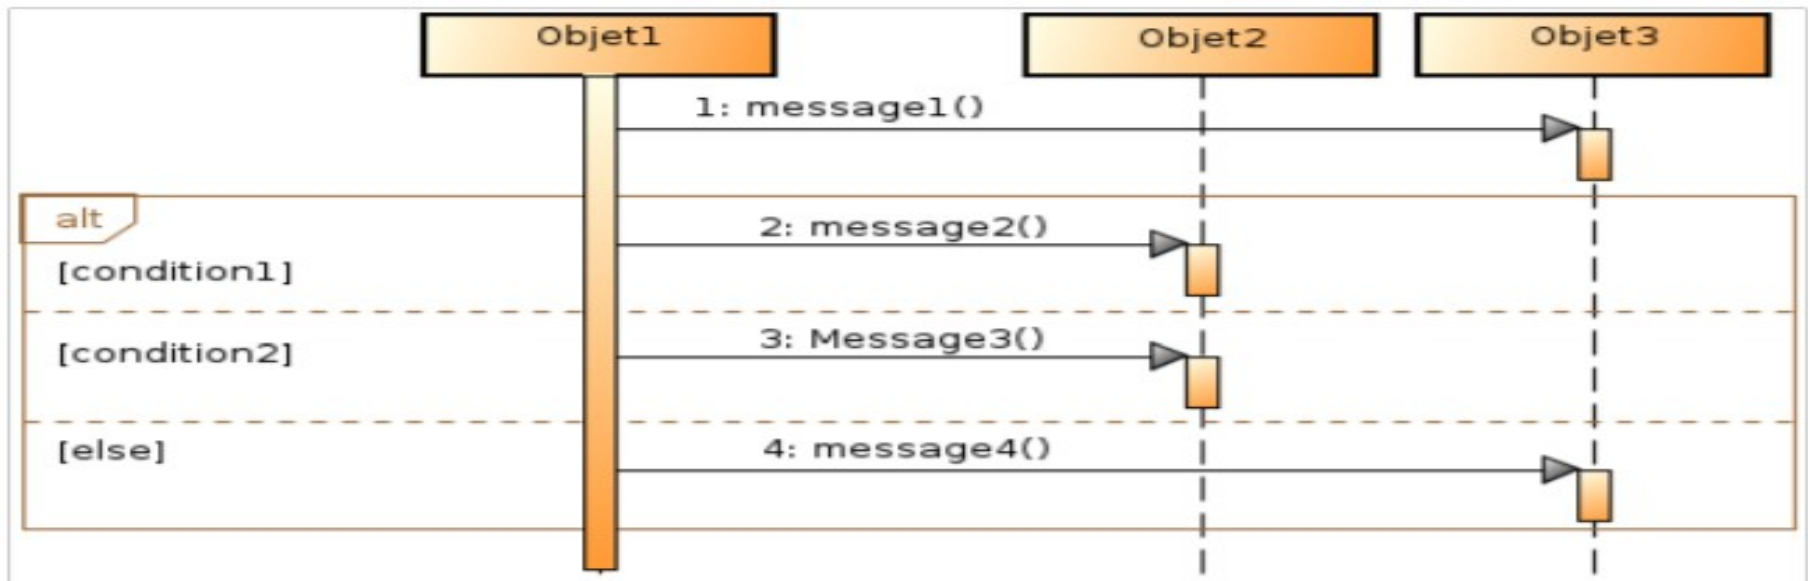 Objet1
Objet2
Objet3
1: message1()
alt
2: message2()
[condition1]
3: Message3()
[condition2]
4: message4()
[else]